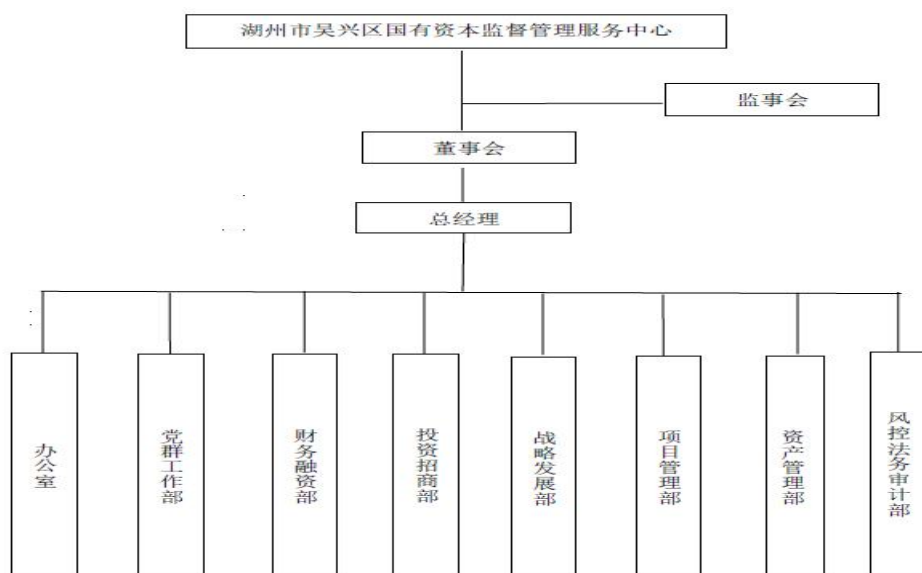 湖州市吴兴区国有资本监督管理服务中心
监事会
董事会
总经理
办公室
党群工作部
财务融资部
投资招商部
战略发展部
项目管理部
资产管理部
风控法务审计部